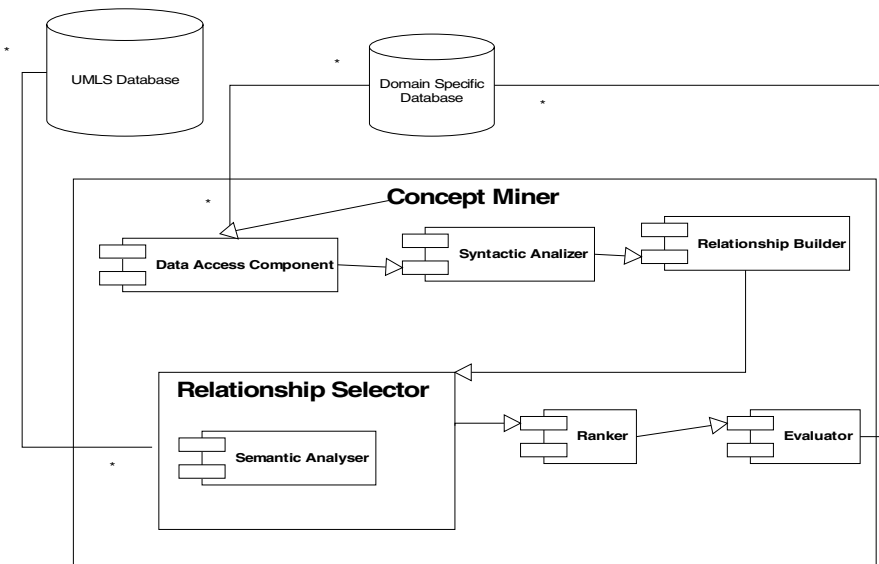 *
UMLS Database
*
Domain Specific
Database
*
*
Concept Miner
Data Access Component
Syntactic Analizer
Relationship Builder
Relationship Selector
Semantic Analyser
Ranker
Evaluator
*